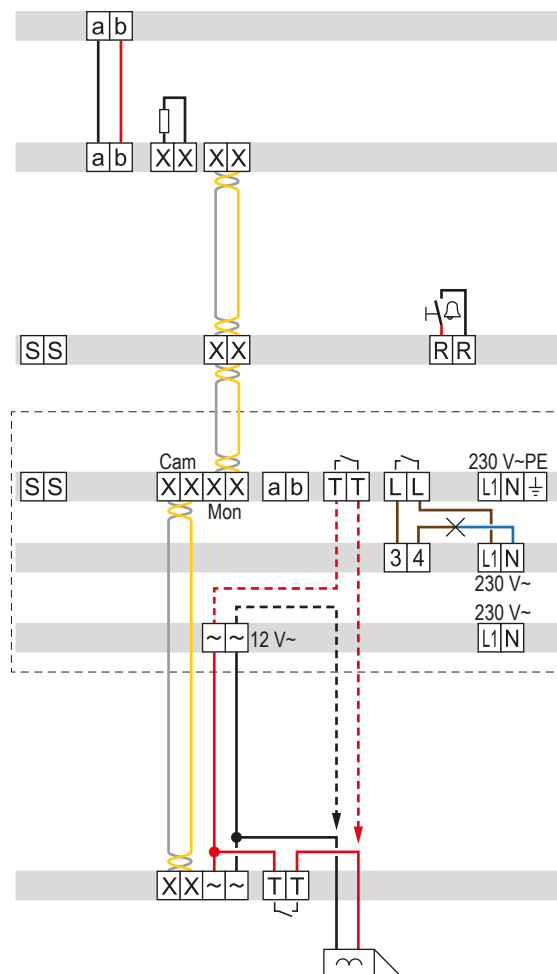 a b
a b X X X X
S S X X R R
Cam 230 V~PE
S S X X X X a b T T L L L1 N
Mon
3 4 L1 N
230 V~
230 V~
~ ~ 12 V~ L1 N
X X ~ ~ T T